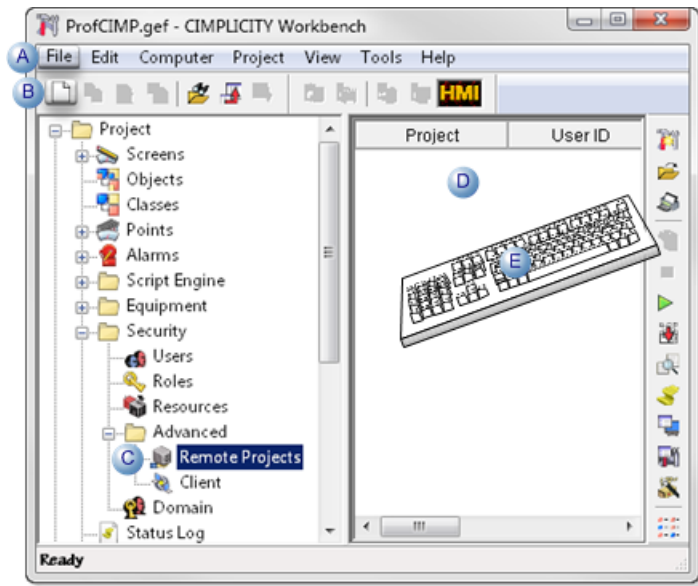 ProfCIMP.gef - CIMPLICITY Workbench
A File Edit Computer Project View Tools Help
B HMI
Project
Screens
Objects
Classes
Points
Alarms
Script Engine
Equipment
Security
Users
Roles
Resources
Advanced
C Remote Projects
Client
Domain
Status Log
Project User ID
D
E
Ready